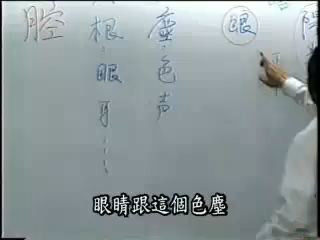 腔
根・眼耳……
塵・色声
眼
眼睛跟這個色塵